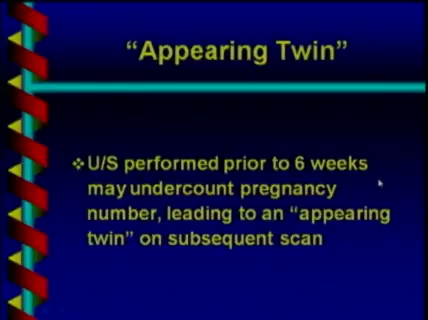 “Appearing Twin”
❖U/S performed prior to 6 weeks
may undercount pregnancy
number, leading to an “appearing
twin” on subsequent scan